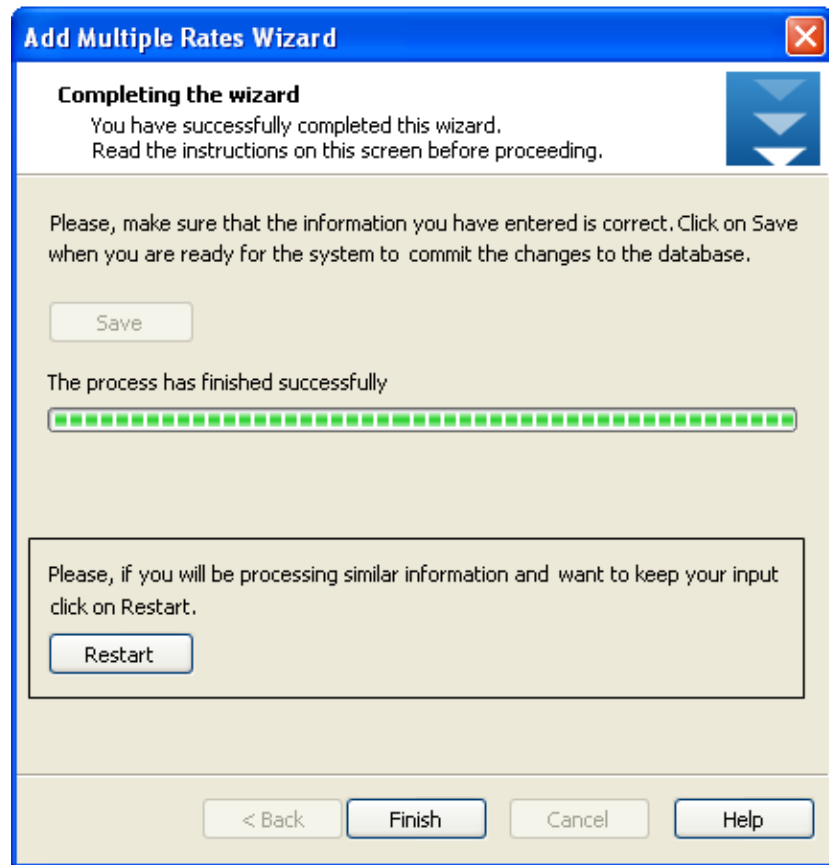 Add Multiple Rates Wizard
Completing the wizard
You have successfully completed this wizard.
Read the instructions on this screen before proceeding.
Please, make sure that the information you have entered is correct. Click on Save
when you are ready for the system to commit the changes to the database.
Save
The process has finished successfully
Please, if you will be processing similar information and want to keep your input
click on Restart.
Restart
< Back Finish Cancel Help